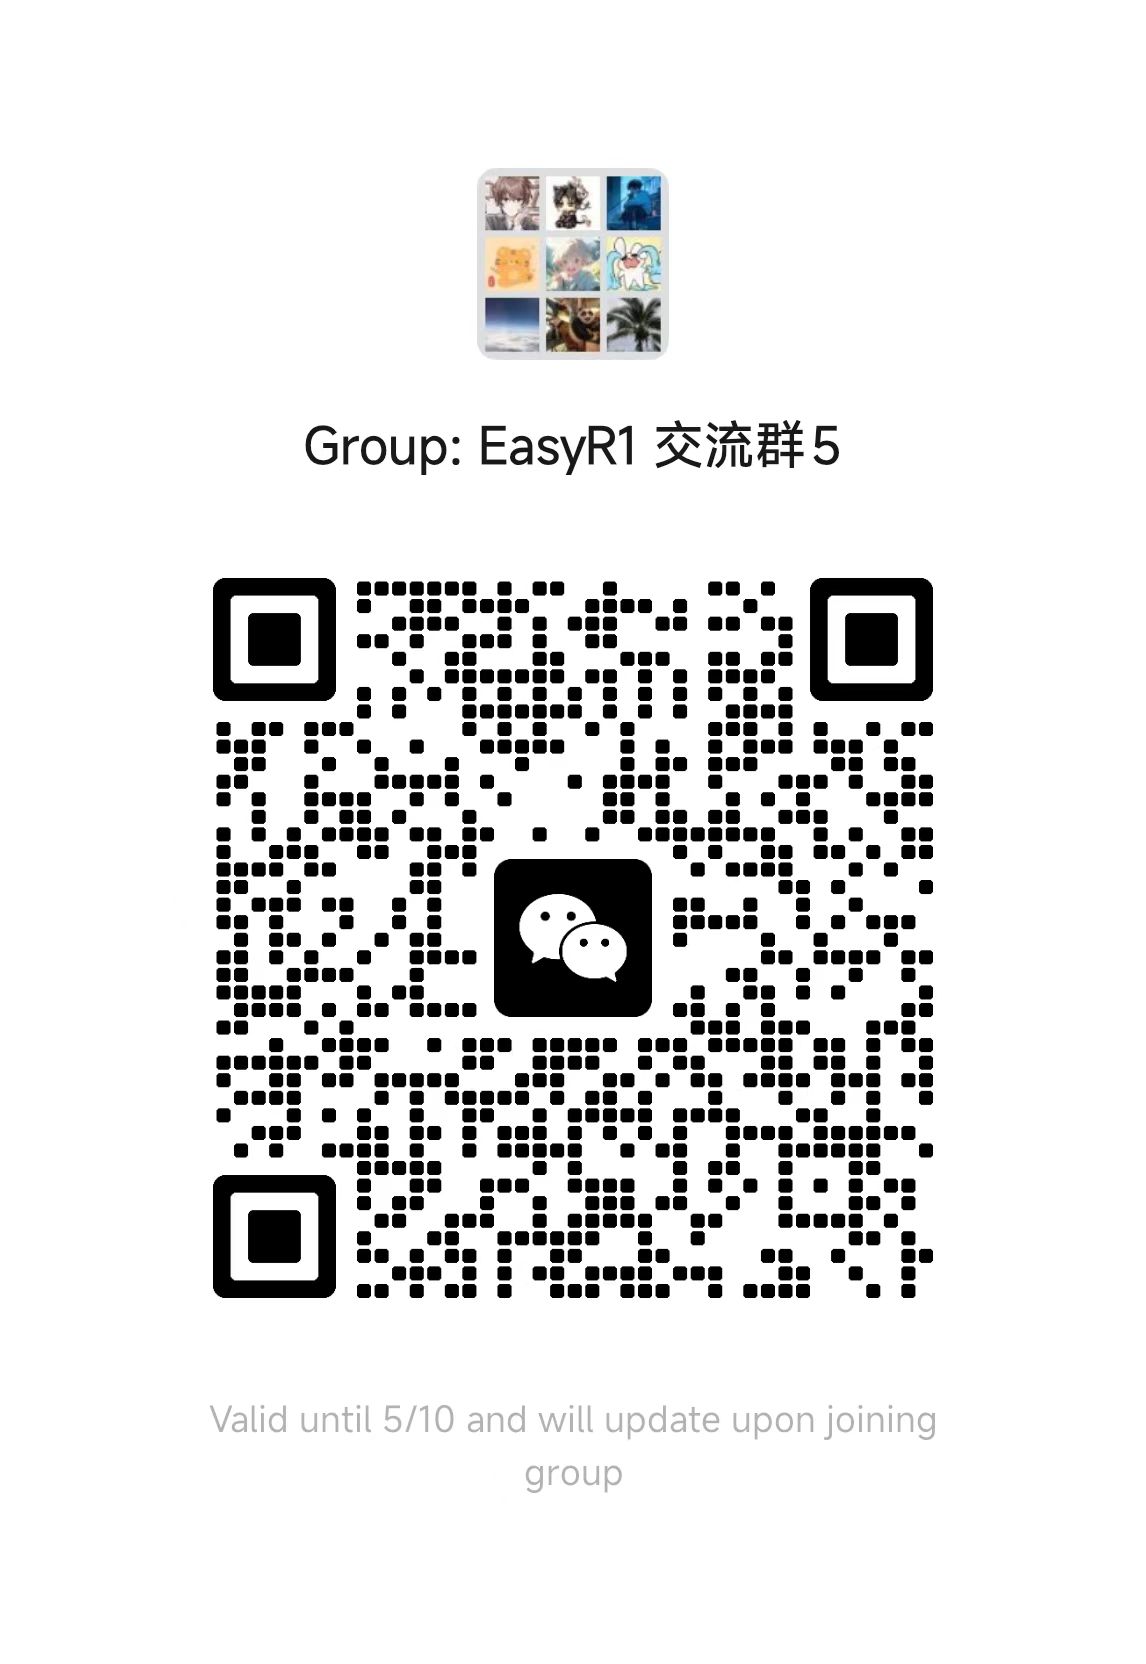 Group: EasyR1 交流群5
Valid until 5/10 and will update upon joining
group